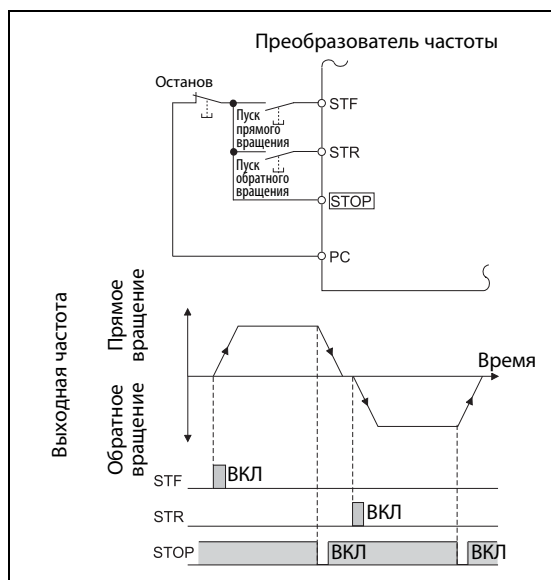 Преобразователь частоты
Останов
STF
Пуск
прямого
вращения
STR
Пуск
обратного
вращения
STOP
PC
Выходная частота
Прямое
вращение
Обратное
вращение
Время
STF
ВКЛ
STR
ВКЛ
STOP
ВКЛ
ВКЛ